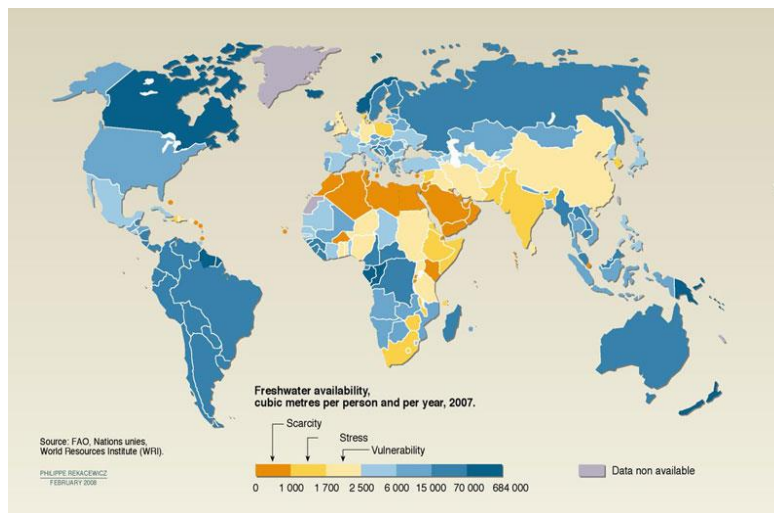 Freshwater availability,
cubic metres per person and per year, 2007.
Scarcity
Stress
Vulnerability
0 1 000 1 700 2 500 6 000 15 000 70 000 684 000
Data non available
Source: FAO, Nations unies,
World Resources Institute (WRI).
PHILIPPE REKACEWICZ
FEBRUARY 2008